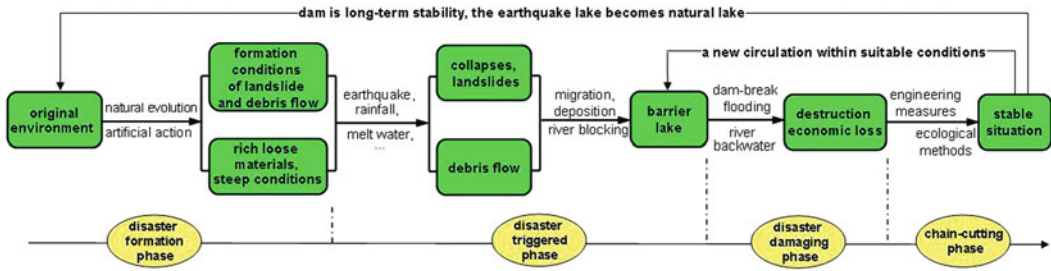 dam is long-term stability, the earthquake lake becomes natural lake
a new circulation within suitable conditions
original
environment
natural evolution
artificial action
formation
conditions
of landslide
and debris flow
rich loose
materials,
steep conditions
earthquake,
rainfall,
melt water,
...
collapses,
landslides
debris flow
migration,
deposition
river blocking
barrier
lake
dam-break
flooding
river
backwater
destruction
economic loss
engineering
measures
ecological
methods
stable
situation
disaster
formation
phase
disaster
triggered
phase
disaster
damaging
phase
chain-cutting
phase